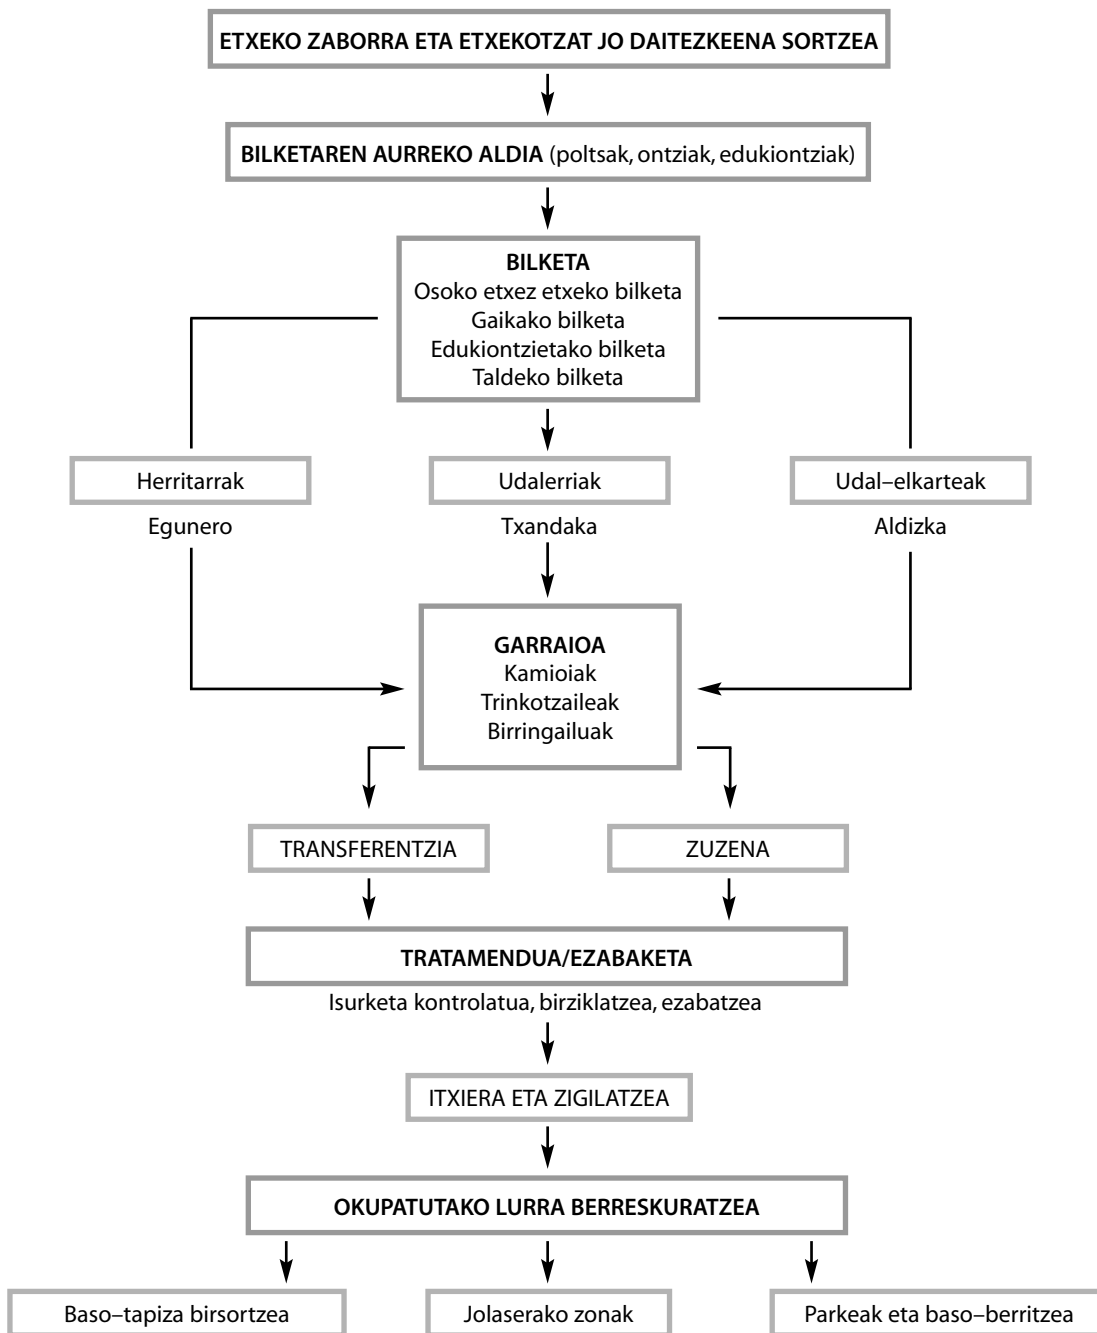 ETXEKO ZABORRA ETA ETXEKOTZAT JO DAITEZKEENA SORTZEA
BILKETAREN AURREKO ALDIA (poltsak, ontziak, edukiontziak)
BILKETA
Osoko etxez etxeko bilketa
Gaikako bilketa
Edukiontzietako bilketa
Taldeko bilketa
Herritarrak
Udalerriak
Udal–elkarteak
Egunero
Txandaka
Aldizka
GARRAIOA
Kamioiak
Trinkotzaileak
Birringailuak
TRANSFERENTZIA
ZUZENA
TRATAMENDUA/EZABAKETA
Isurketa kontrolatua, birziklatzea, ezabatzea
ITXIERA ETA ZIGILATZEA
OKUPATUTAKO LURRA BERRESKURATZEA
Baso–tapiza birsortzea
Jolaserako zonak
Parkeak eta baso–berritzea